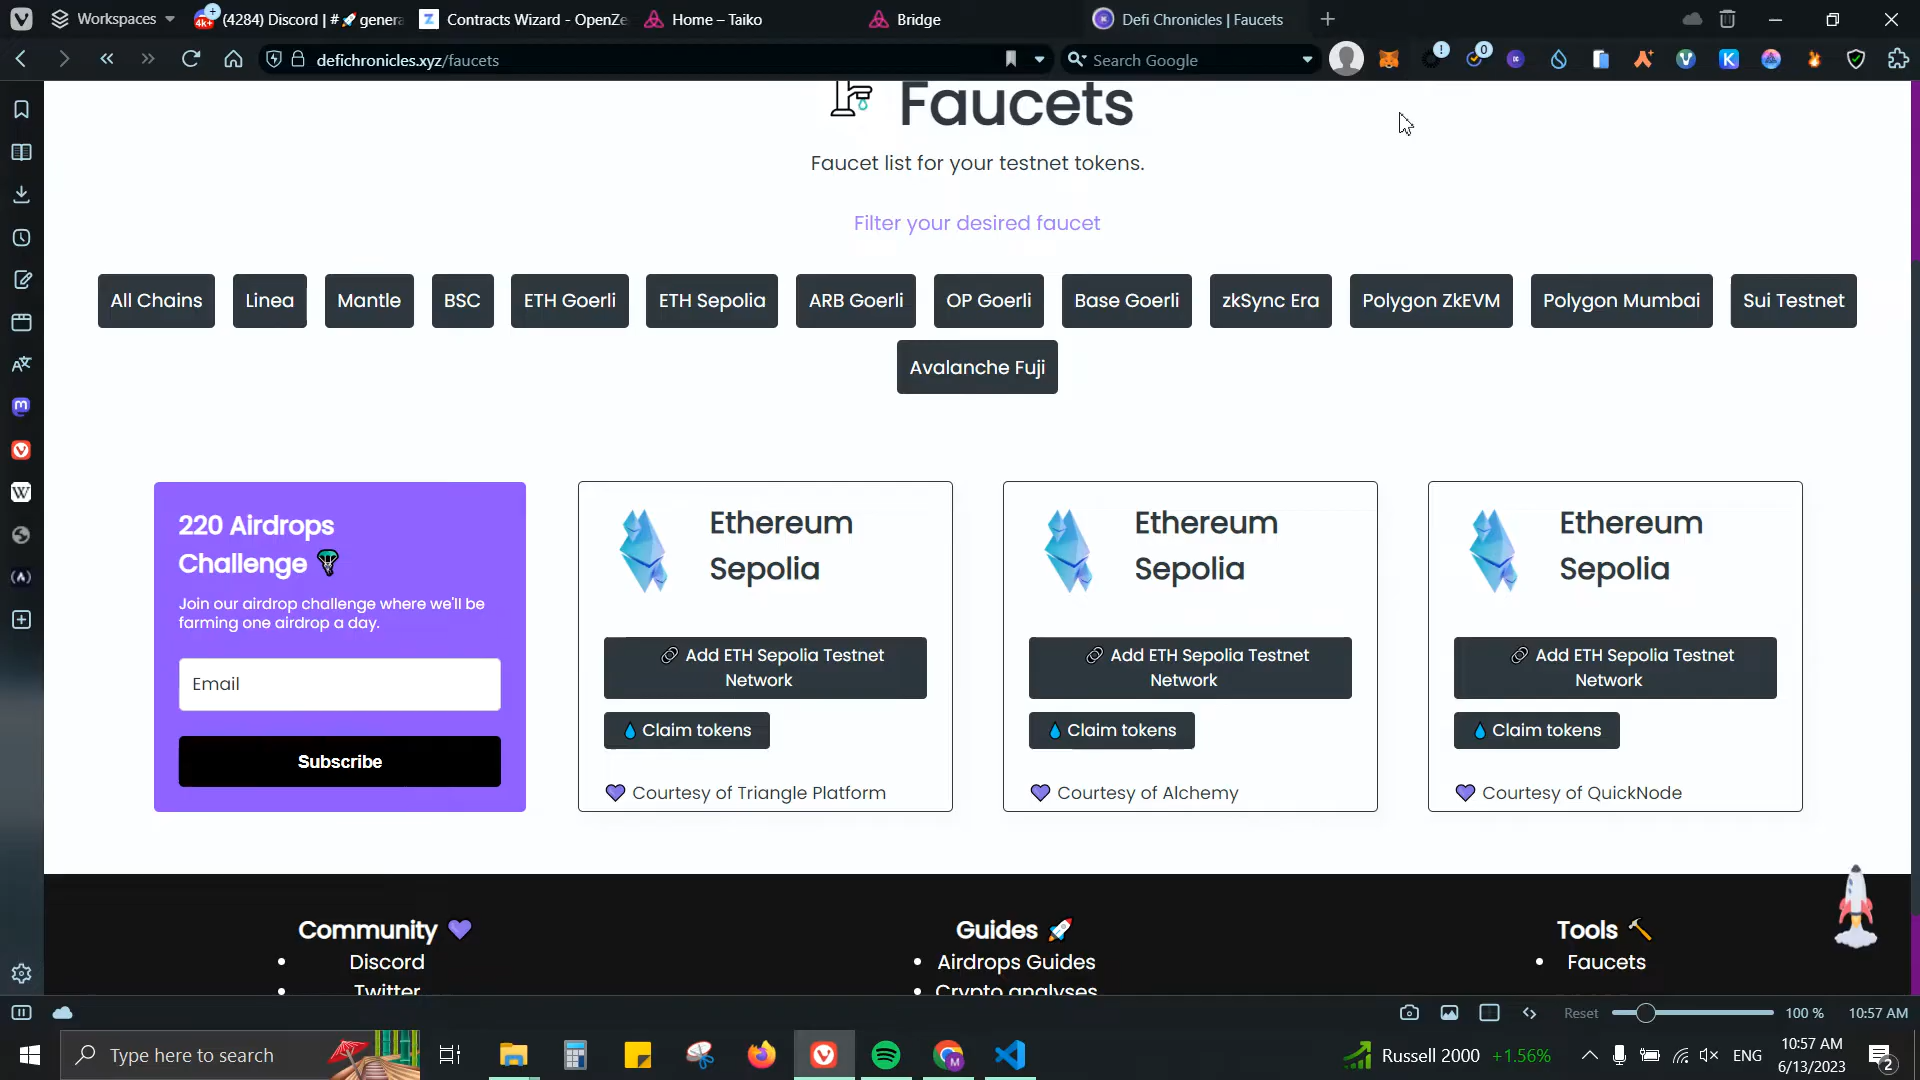 Workspaces
(4284) Discord | #🚀 genera
4k+
Contracts Wizard - OpenZe
Home – Taiko
Bridge
Defi Chronicles | Faucets
defichronicles.xyz/faucets
Search Google
0
Faucets
Faucet list for your testnet tokens.
Filter your desired faucet
All Chains
Linea
Mantle
BSC
ETH Goerli
ETH Sepolia
ARB Goerli
OP Goerli
Base Goerli
zkSync Era
Polygon ZkEVM
Polygon Mumbai
Sui Testnet
Avalanche Fuji
220 Airdrops
Challenge
Join our airdrop challenge where we'll be
farming one airdrop a day.
Email
Subscribe
Ethereum
Sepolia
Add ETH Sepolia Testnet
Network
Claim tokens
Courtesy of Triangle Platform
Ethereum
Sepolia
Add ETH Sepolia Testnet
Network
Claim tokens
Courtesy of Alchemy
Ethereum
Sepolia
Add ETH Sepolia Testnet
Network
Claim tokens
Courtesy of QuickNode
Community
Discord
Twitter
Guides
Airdrops Guides
Crypto analyses
Tools
Faucets
Reset
100 %
10:57 AM
Type here to search
Russell 2000 +1.56%
ENG
10:57 AM
6/13/2023
2